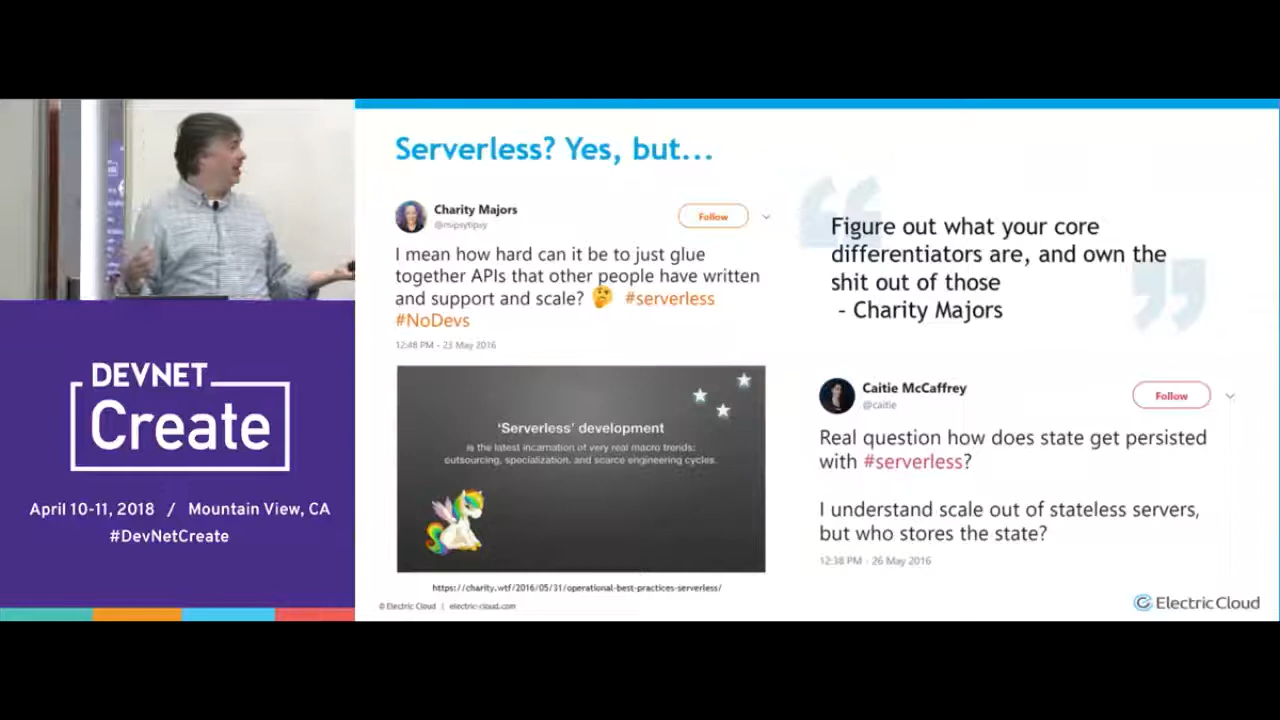 Serverless? Yes, but...
Charity Majors
@mipsytipsy
Follow
I mean how hard can it be to just glue
together APIs that other people have written
and support and scale? 🤔 #serverless
#NoDevs
12:48 PM - 23 May 2016
'Serverless' development
is the latest incarnation of very real macro trends:
outsourcing, specialization, and scarce engineering cycles.
https://charity.wtf/2016/05/31/operational-best-practices-serverless/
© Electric Cloud | electric-cloud.com
“
Figure out what your core
differentiators are, and own the
shit out of those
- Charity Majors
”
Caitie McCaffrey
@caitie
Follow
Real question how does state get persisted
with #serverless?
I understand scale out of stateless servers,
but who stores the state?
12:38 PM - 26 May 2016
Electric Cloud
DEVNET
Create
April 10-11, 2018 / Mountain View, CA
#DevNetCreate